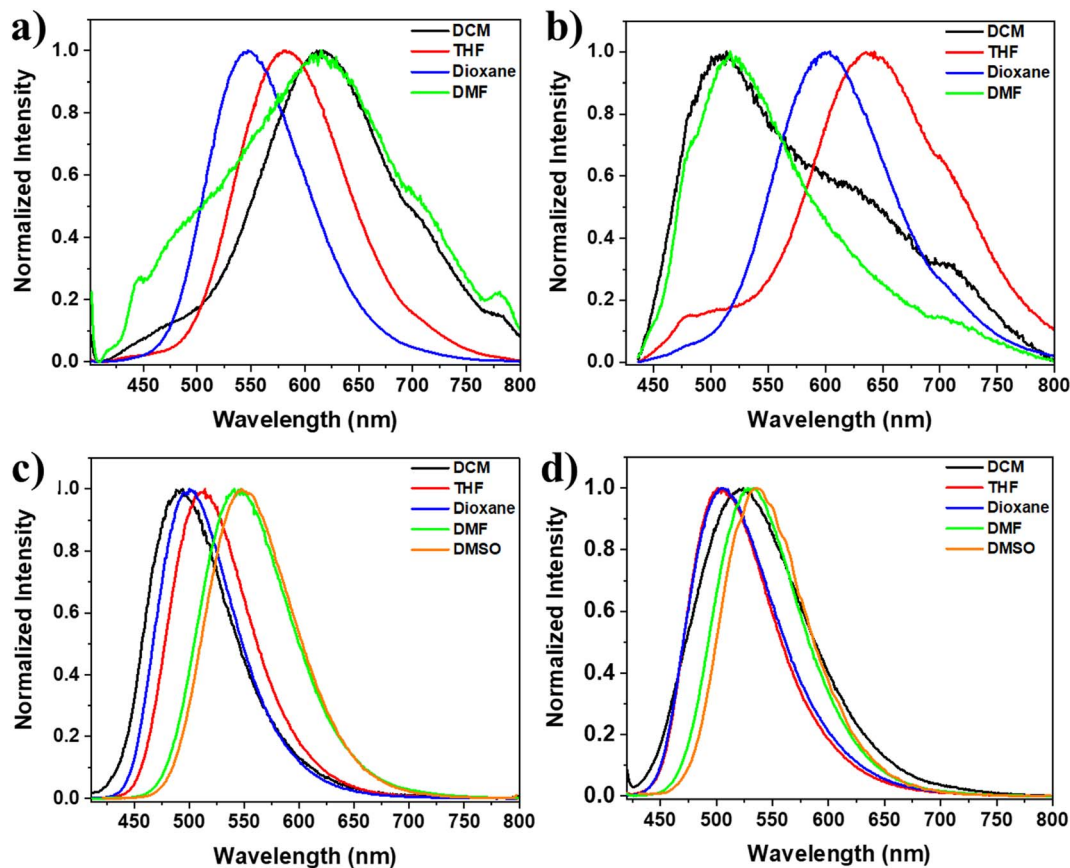 a)
DCM
THF
Dioxane
DMF
Normalized Intensity
1.0
0.8
0.6
0.4
0.2
0.0
450 500 550 600 650 700 750 800
Wavelength (nm)
b)
DCM
THF
Dioxane
DMF
Normalized Intensity
1.0
0.8
0.6
0.4
0.2
0.0
450 500 550 600 650 700 750 800
Wavelength (nm)
c)
DCM
THF
Dioxane
DMF
DMSO
Normalized Intensity
1.0
0.8
0.6
0.4
0.2
0.0
450 500 550 600 650 700 750 800
Wavelength (nm)
d)
DCM
THF
Dioxane
DMF
DMSO
Normalized Intensity
1.0
0.8
0.6
0.4
0.2
0.0
450 500 550 600 650 700 750 800
Wavelength (nm)